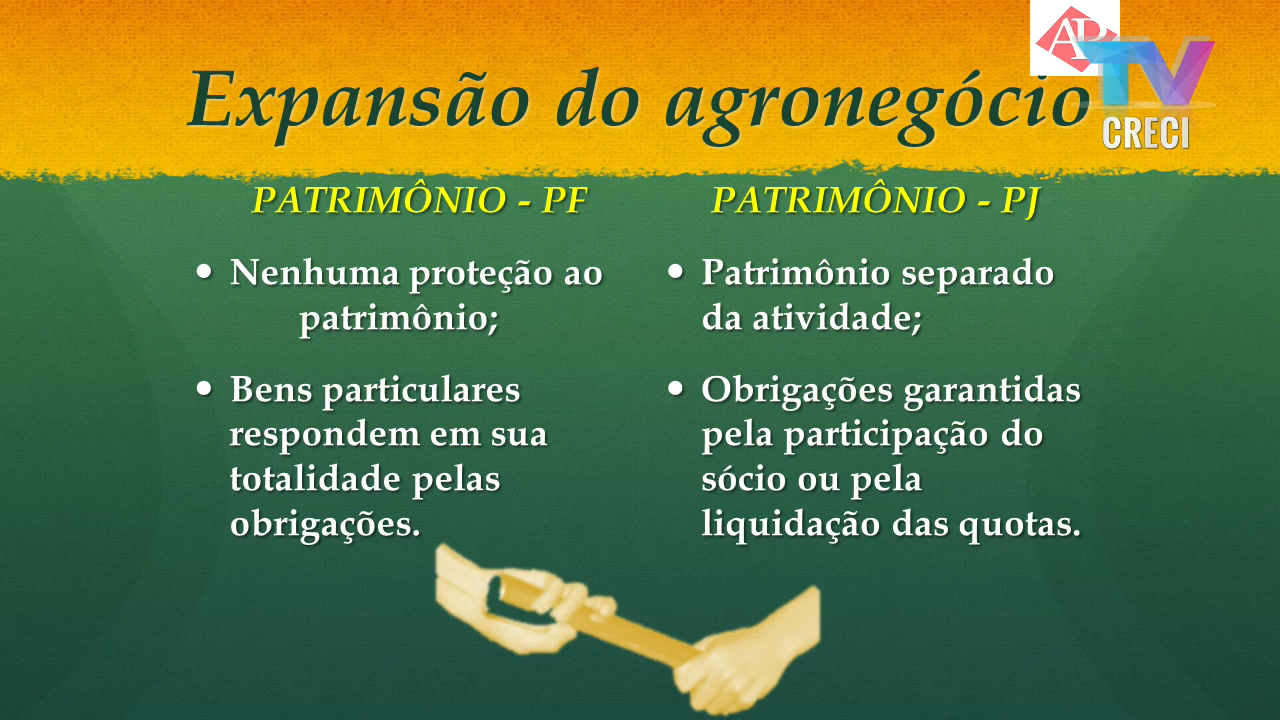 Expansão do agronegócio
AP
TV
CRECI
PATRIMÔNIO - PF
• Nenhuma proteção ao
patrimônio;
• Bens particulares
respondem em sua
totalidade pelas
obrigações.
PATRIMÔNIO - PJ
• Patrimônio separado
da atividade;
• Obrigações garantidas
pela participação do
sócio ou pela
liquidação das quotas.